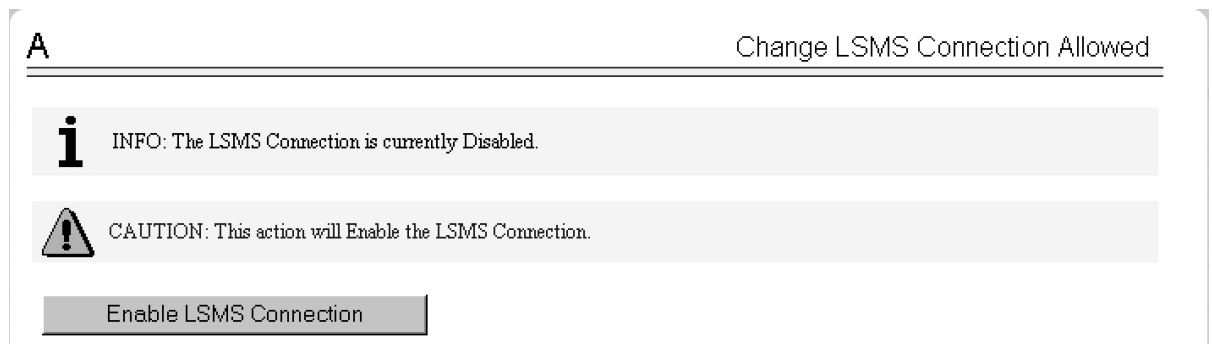 A
Change LSMS Connection Allowed
INFO: The LSMS Connection is currently Disabled.
CAUTION: This action will Enable the LSMS Connection.
Enable LSMS Connection